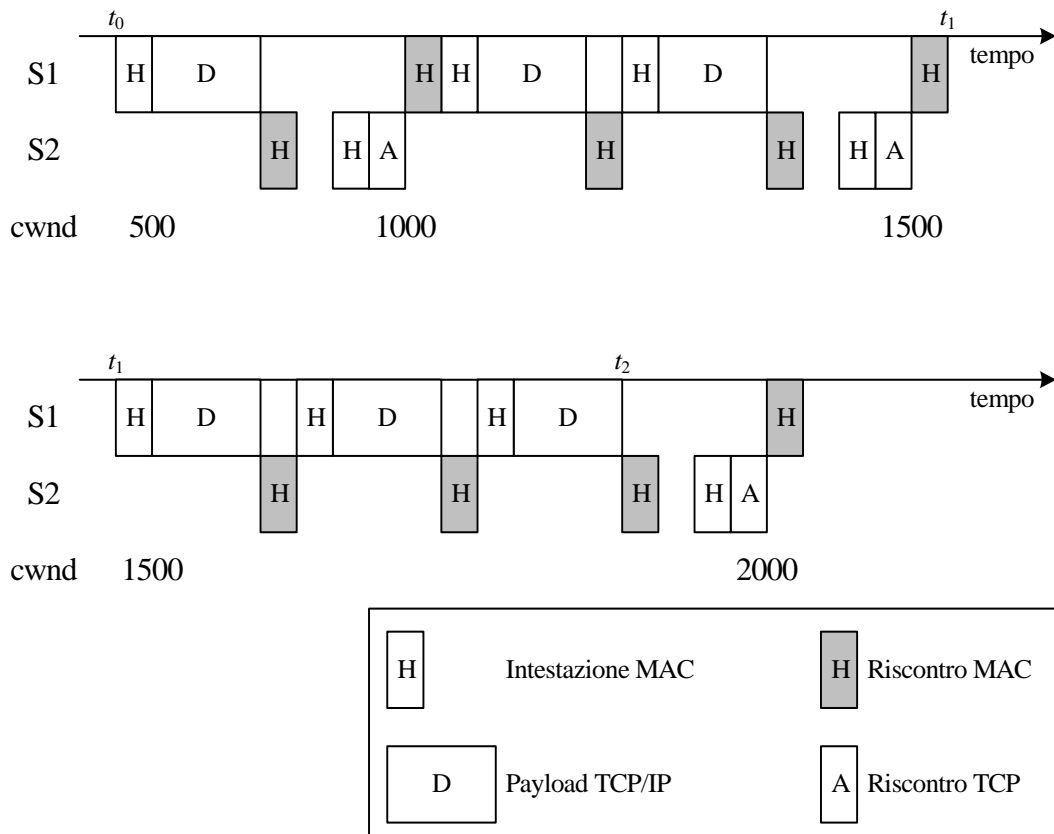 t0 t1
tempo
S1 H D H H D H D H
S2 H H A H H H A
cwnd 500 1000 1500
t1 t2
tempo
S1 H D H D H D H
S2 H H H H A
cwnd 1500 2000
H Intestazione MAC H Riscontro MAC
D Payload TCP/IP A Riscontro TCP